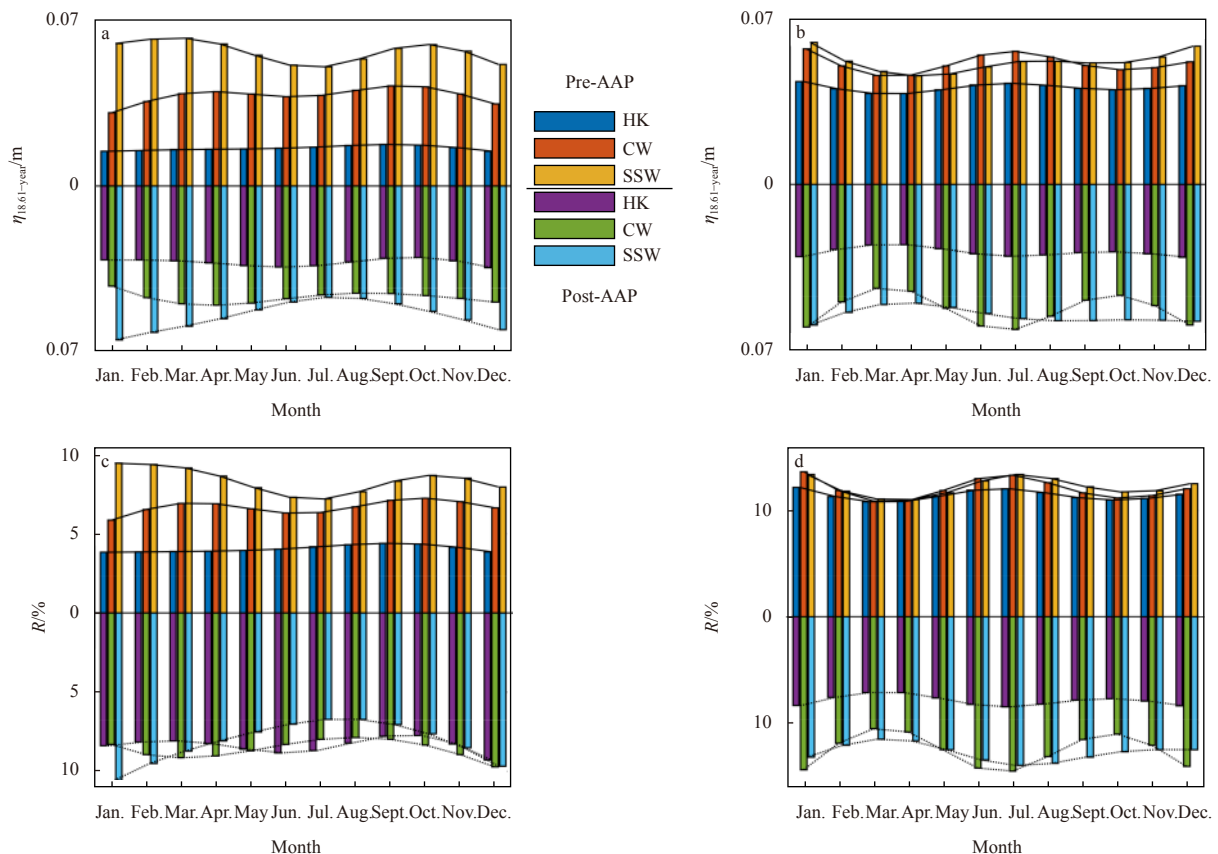 a
0.07
0
0.07
η18.61−year/m
Jan. Feb. Mar. Apr. May Jun. Jul. Aug. Sept. Oct. Nov. Dec.
Month
Pre-AAP
HK
CW
SSW
HK
CW
SSW
Post-AAP
b
0.07
0
0.07
η18.61−year/m
Jan. Feb. Mar. Apr. May Jun. Jul. Aug. Sept. Oct. Nov. Dec.
Month
c
10
5
0
5
10
R/%
Jan. Feb. Mar. Apr. May Jun. Jul. Aug. Sept. Oct. Nov. Dec.
Month
d
10
0
10
R/%
Jan. Feb. Mar. Apr. May Jun. Jul. Aug. Sept. Oct. Nov. Dec.
Month